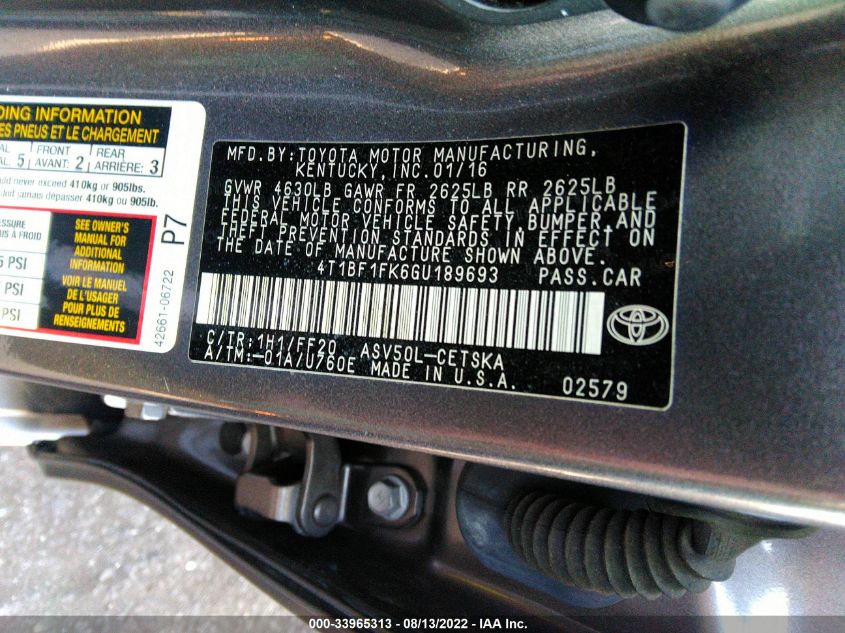 DING INFORMATION
ES PNEUS ET LE CHARGEMENT
AL 5 FRONT AVANT: 2 REAR ARRIÈRE: 3
uld never exceed 410kg or 905lbs.
t jamais dépasser 410kg ou 905lb.
ESSURE
US À FROID
5 PSI
PSI
PSI
SEE OWNER'S
MANUAL FOR
ADDITIONAL
INFORMATION
VOIR LE MANUEL
DE L'USAGER
POUR PLUS DE
RENSEIGNEMENTS
P7
42661-06722
MFD.BY:TOYOTA MOTOR MANUFACTURING,
KENTUCKY, INC.01/16
GVWR 4630LB GAWR FR 2625LB RR 2625LB
THIS VEHICLE CONFORMS TO ALL APPLICABLE
FEDERAL MOTOR VEHICLE SAFETY, BUMPER, AND
THEFT PREVENTION STANDARDS IN EFFECT ON
THE DATE OF MANUFACTURE SHOWN ABOVE.
4T1BF1FK6GU189693 PASS.CAR
C/TR:1H1/FF20 ASV50L-CETSKA
A/TM:-01A/U760E MADE IN U.S.A.
02579
000-33965313 - 08/13/2022 - IAA Inc.